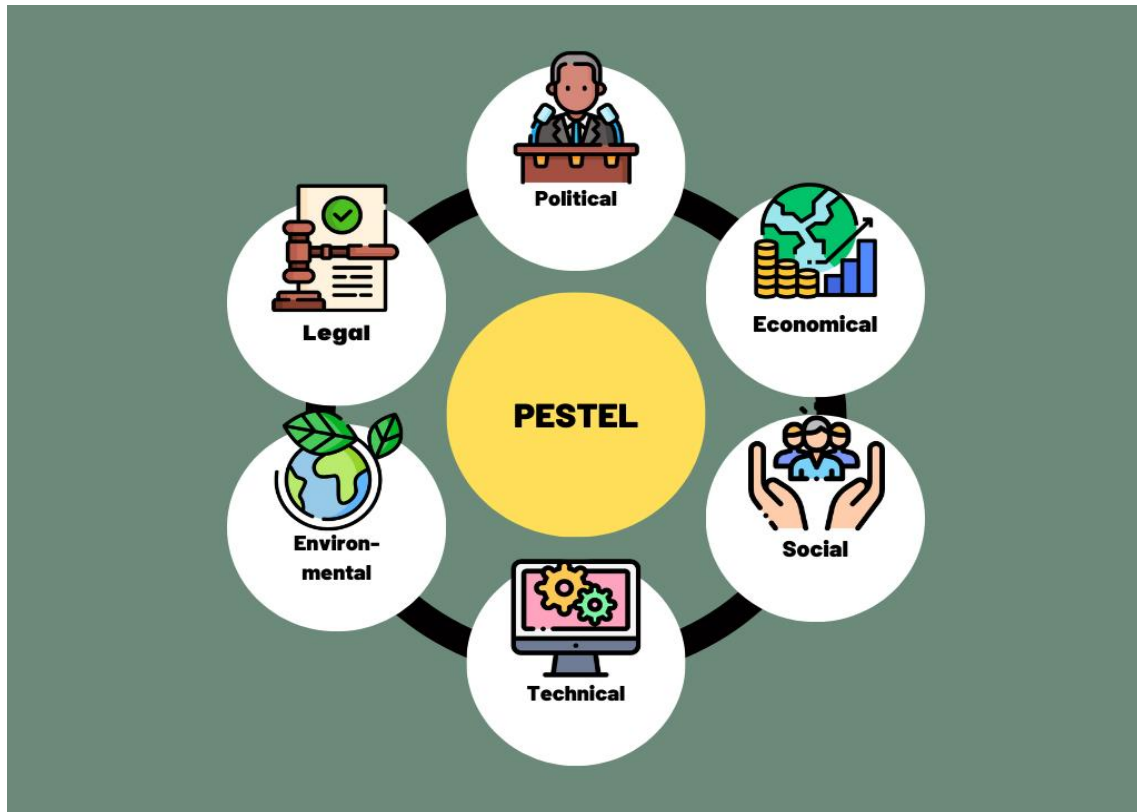 Political
Economical
Social
Technical
Environ-
mental
Legal
PESTEL